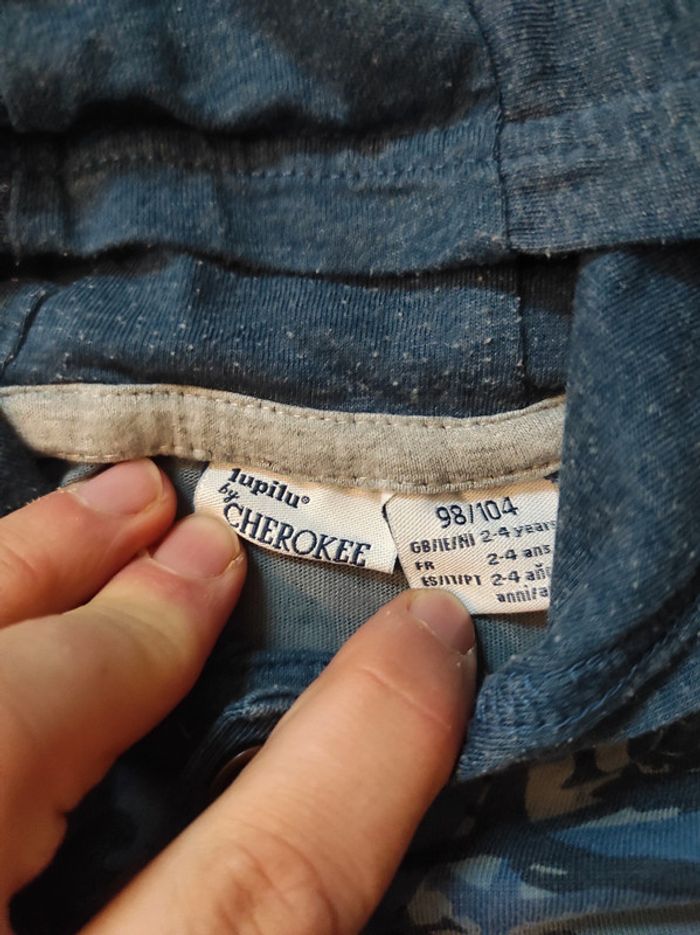 lupilu®
by
CHEROKEE
98/104
GB/IE/NI 2-4 years
FR 2-4 ans
ES/IT/PT 2-4